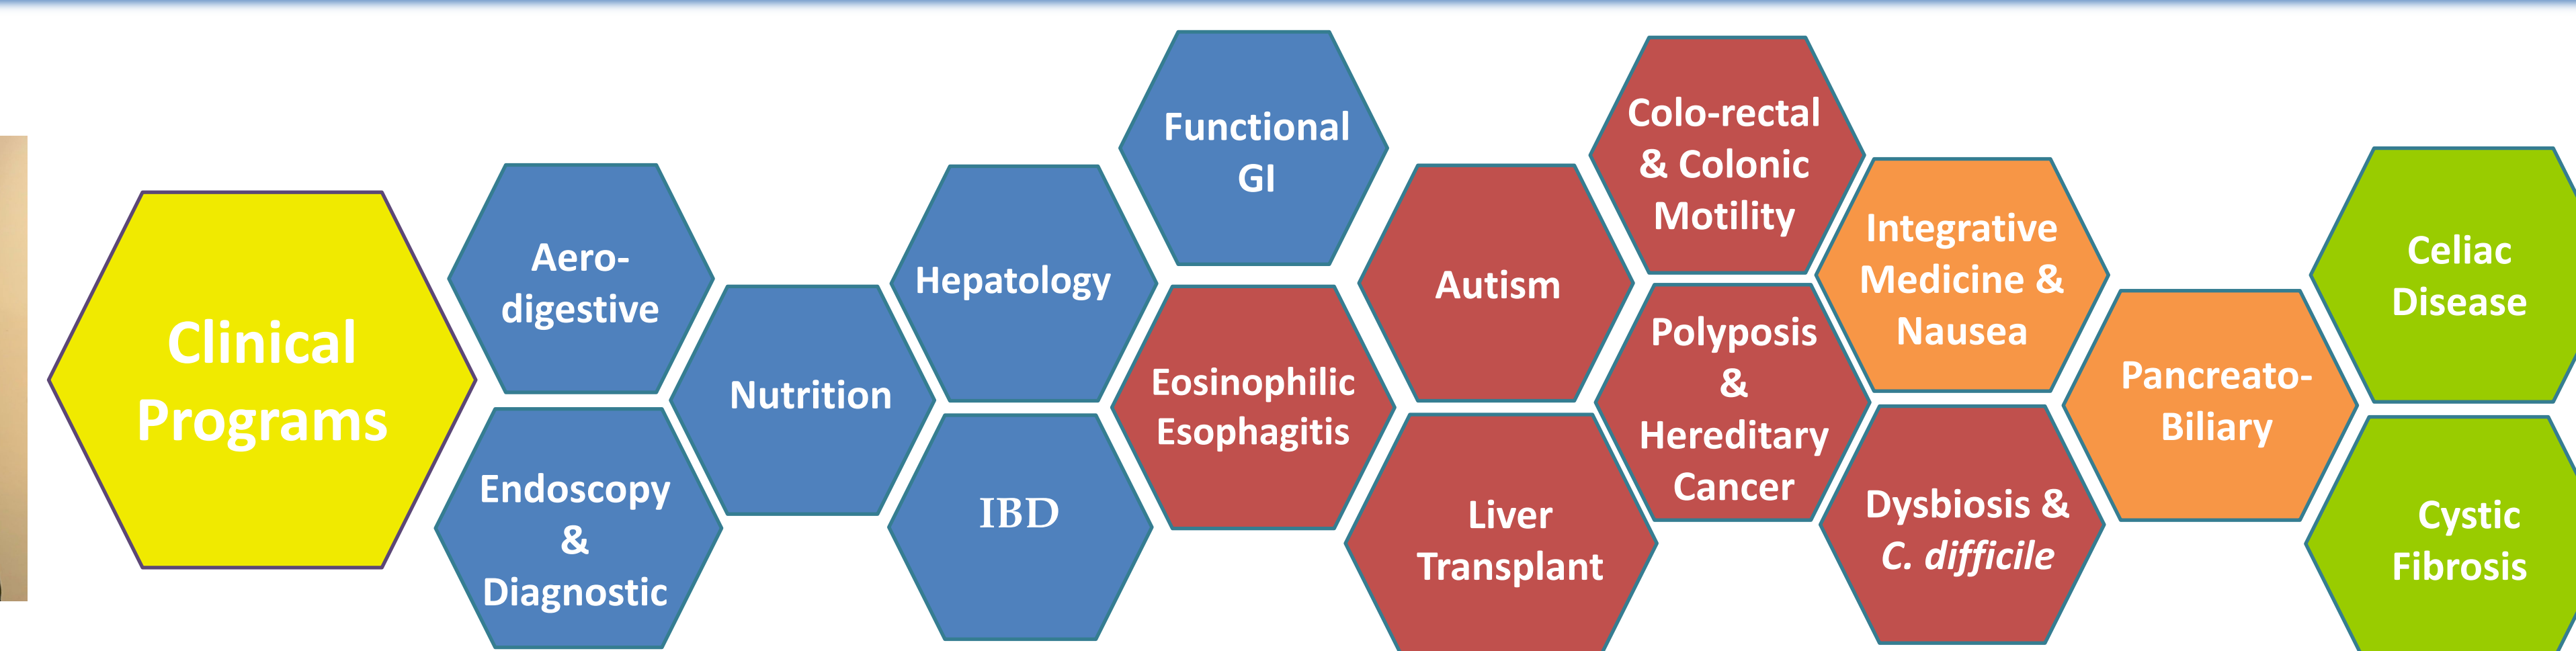 Clinical
Programs
Aero-
digestive
Endoscopy
&
Diagnostic
Nutrition
Hepatology
IBD
Functional
GI
Eosinophilic
Esophagitis
Autism
Liver
Transplant
Colo-rectal
& Colonic
Motility
Polyposis
&
Hereditary
Cancer
Integrative
Medicine &
Nausea
Dysbiosis &
C. difficile
Pancreato-
Biliary
Celiac
Disease
Cystic
Fibrosis